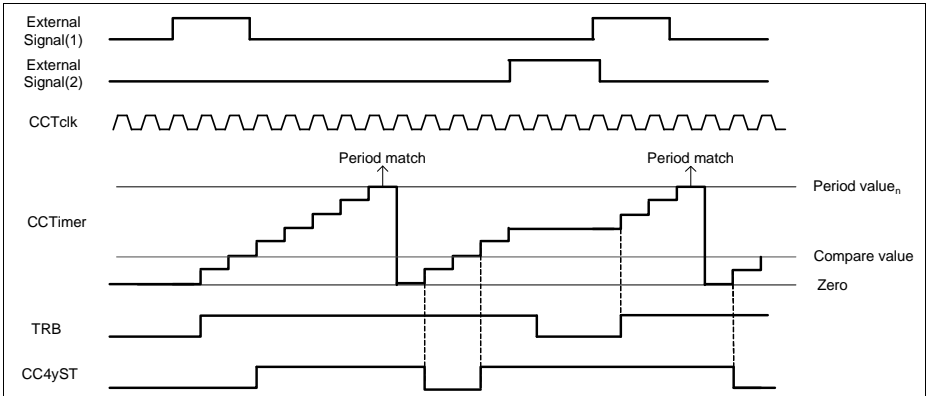 External
Signal(1)
External
Signal(2)
CCTclk
Period match
Period match
Period valueₙ
CCTimer
Compare value
Zero
TRB
CC4yST